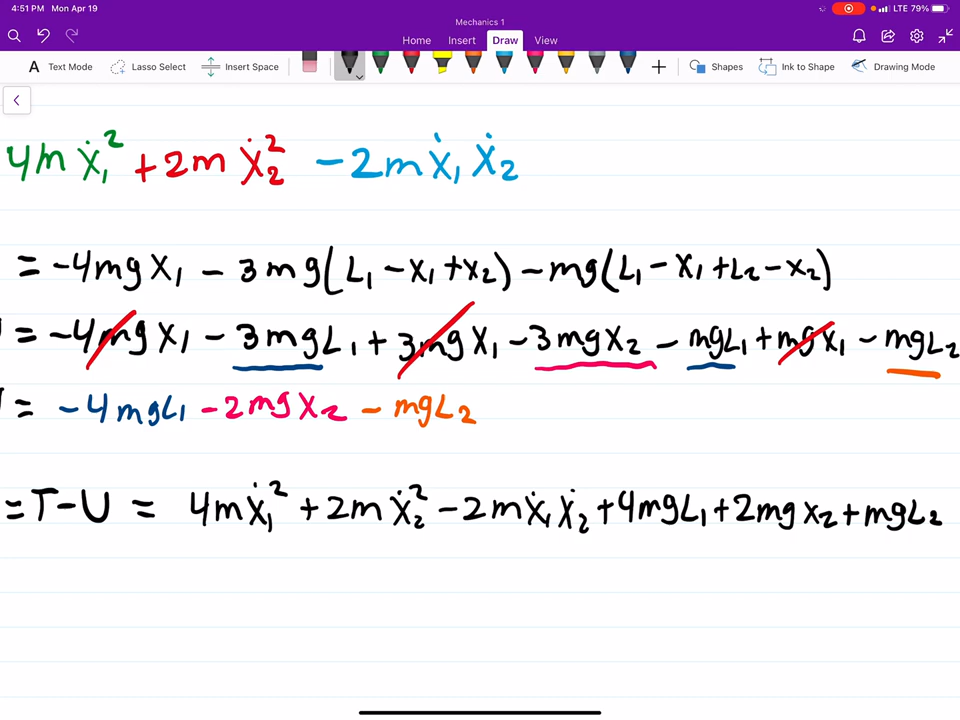 4:51 PM Mon Apr 19
LTE 79%
Mechanics 1
Home Insert Draw View
A Text Mode Lasso Select Insert Space Shapes Ink to Shape Drawing Mode
4mẋ₁² + 2mẋ₂² - 2mẋ₁ẋ₂
= -4mgx₁ - 3mg(L₁ - x₁ + x₂) - mg(L₁ - x₁ + L₂ - x₂)
= -4mgx₁ - 3mgL₁ + 3mgx₁ - 3mgx₂ - mgL₁ + mgx₁ - mgL₂
= -4mgL₁ - 2mgx₂ - mgL₂
= T-U = 4mẋ₁² + 2mẋ₂² - 2mẋ₁ẋ₂ + 4mgL₁ + 2mgx₂ + mgL₂